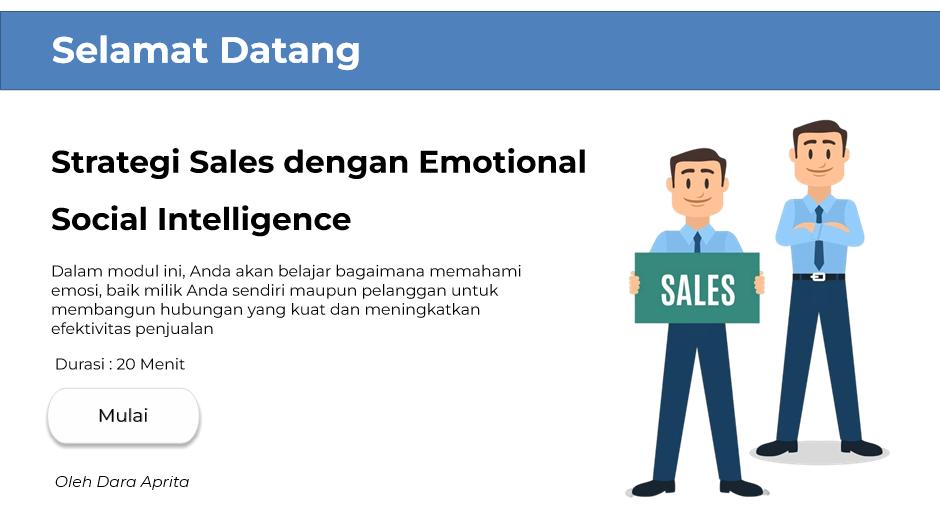 Selamat Datang
Strategi Sales dengan Emotional
Social Intelligence
Dalam modul ini, Anda akan belajar bagaimana memahami
emosi, baik milik Anda sendiri maupun pelanggan untuk
membangun hubungan yang kuat dan meningkatkan
efektivitas penjualan
Durasi : 20 Menit
Mulai
Oleh Dara Aprita
SALES